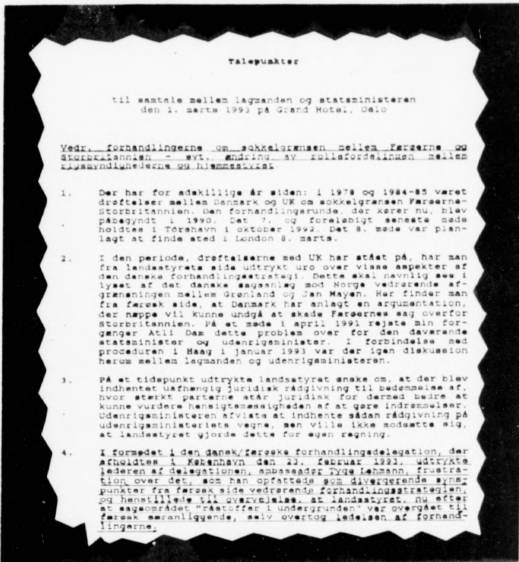 Talepunkter
til samtale mellem lagmanden og statsministeren
den 1. marts 1993 på Grand Hotel, Oslo
Vedr. forhandlingerne om sokkelgrænsen mellem Færøerne og
Storbritannien - evt. ændring av rollefordelingen mellem
rigsmyndighederne og hjemmestyret
1. Der har for adskillige år siden: i 1978 og 1984-85 været
drøftelser mellem Danmark og UK om sokkelgrænsen Færøerne-
Storbritannien. Den forhandlingsrunde, der kører nu, blev
påbegyndt i 1990. Det 7. og foreløbigt seneste møde
holdtes i Tórshavn i oktober 1992. Det 8. møde var plan-
lagt at finde sted i London 8. marts.
2. I den periode, drøftelserne med UK har stået på, har man
fra landsstyrets side udtrykt uro over visse aspekter af
den danske forhandlingsstrategi. Dette skal navnlig ses i
lyset af det danske sagsanlæg mod Norge vedrørende af-
grænsningen mellem Grønland og Jan Mayen. Her finder man
fra færøsk side, at Danmark har anlagt en argumentation,
der næppe vil kunne undgå at skade Færøernes sag overfor
Storbritannien. På et møde i april 1991 rejste min for-
gænger Atli Dam dette problem over for den daværende
statsminister og udenrigsminister. I forbindelse med
proceduren i Haag i januar 1993 var der igen diskussion
herom mellem lagmanden og udenrigsministeren.
3. På et tidspunkt udtrykte landsstyret ønske om, at der blev
indhentet uafhængig juridisk rådgivning til bedømmelse af,
hvor stærkt parterne står juridisk for dermed bedre at
kunne vurdere hensigtsmæssigheden af at gøre indrømmelser.
Udenrigsministeren afviste at indhente sådan rådgivning på
udenrigsministeriets vegne, men ville ikke modsætte sig,
at landsstyret gjorde dette for egen regning.
4. I formødet i den dansk/færøske forhandlingsdelegation, der
afholdtes i København den 23. februar 1993, udtrykte
lederen af delegationen, ambassadør Tyge Lehmann, frustra-
tion over det, som han opfattede som divergerende syns-
punkter fra færøsk side vedrørende forhandlingsstrategien,
og henstillede til overvejelse, at landsstyret, nu efter
at sagsområdet "råstoffer i undergrunden" var overgået til
færøsk særanliggende, selv overtog ledelsen af forhand-
lingerne;